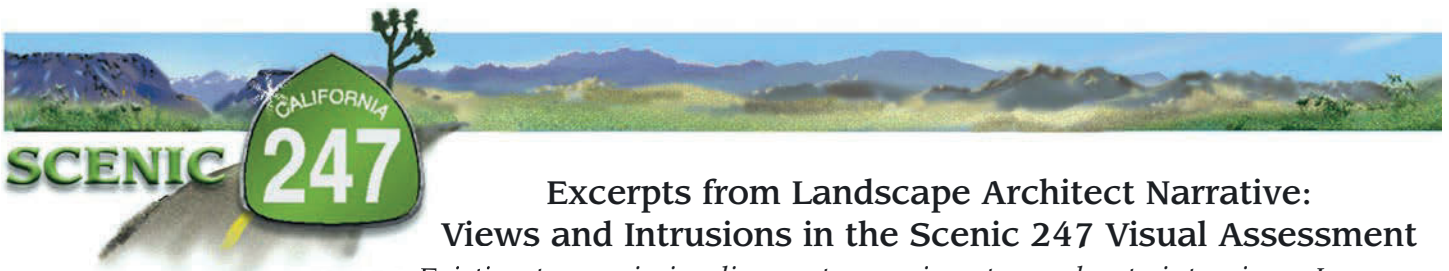 CALIFORNIA
SCENIC 247
Excerpts from Landscape Architect Narrative:
Views and Intrusions in the Scenic 247 Visual Assessment